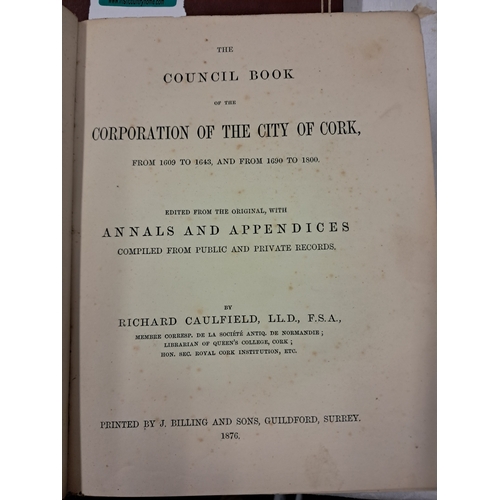 THE
COUNCIL BOOK
OF THE
CORPORATION OF THE CITY OF CORK,
FROM 1609 TO 1643, AND FROM 1690 TO 1800.
EDITED FROM THE ORIGINAL, WITH
ANNALS AND APPENDICES
COMPILED FROM PUBLIC AND PRIVATE RECORDS,
BY
RICHARD CAULFIELD, LL.D., F.S.A.,
MEMBRE CORRESP. DE LA SOCIÉTÉ ANTIQ. DE NORMANDIE;
LIBRARIAN OF QUEEN'S COLLEGE, CORK;
HON. SEC. ROYAL CORK INSTITUTION, ETC.
PRINTED BY J. BILLING AND SONS, GUILDFORD, SURREY.
1876.